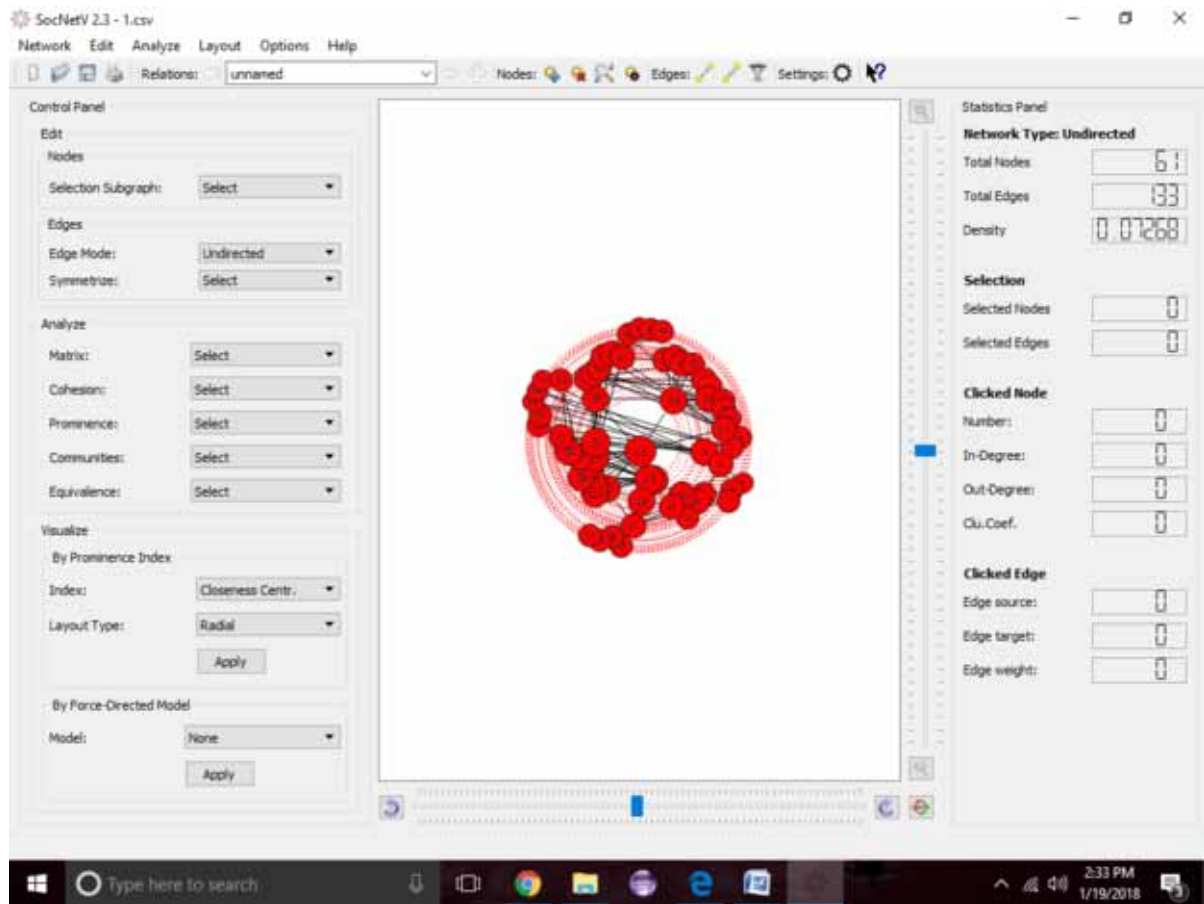 SocNetV 2.3 - 1.csv
Network Edit Analyze Layout Options Help
Relations: unnamed Nodes: Edges: Settings:
Control Panel
Edit
Nodes
Selection Subgraph: Select
Edges
Edge Mode: Undirected
Symmetrize: Select
Analyze
Matrix: Select
Cohesion: Select
Prominence: Select
Communities: Select
Equivalence: Select
Visualize
By Prominence Index
Index: Closeness Centr.
Layout Type: Radial
Apply
By Force-Directed Model
Model: None
Apply
Statistics Panel
Network Type: Undirected
Total Nodes 61
Total Edges 133
Density 0.07268
Selection
Selected Nodes 0
Selected Edges 0
Clicked Node
Number: 0
In-Degree: 0
Out-Degree: 0
Clu.Coef. 0
Clicked Edge
Edge source: 0
Edge target: 0
Edge weight: 0
Type here to search
2:33 PM
1/19/2018